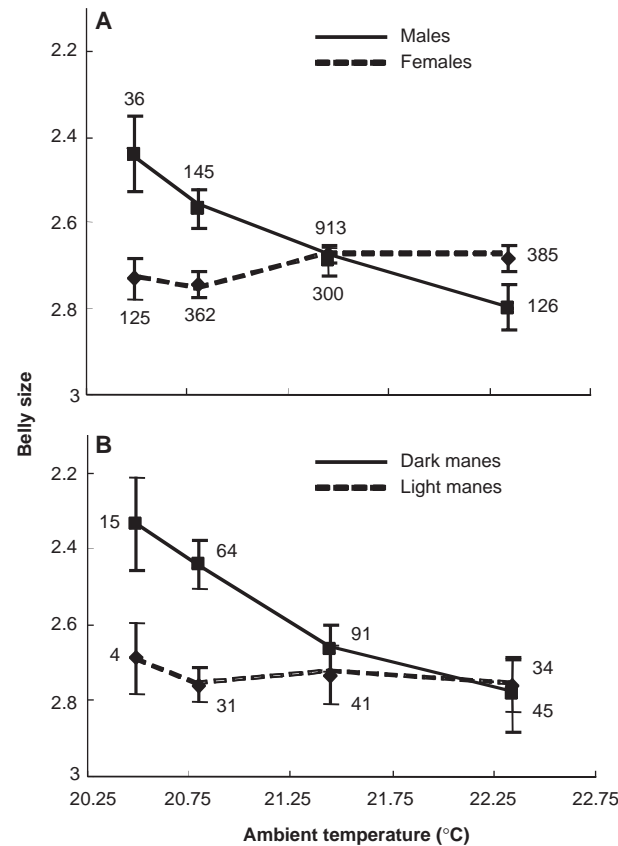 A
Males
Females
2.2
2.4
2.6
2.8
3
36
145
913
300
385
126
125
362
Belly size
B
Dark manes
Light manes
2.2
2.4
2.6
2.8
3
15
64
91
34
4
31
41
45
20.25 20.75 21.25 21.75 22.25 22.75
Ambient temperature (°C)